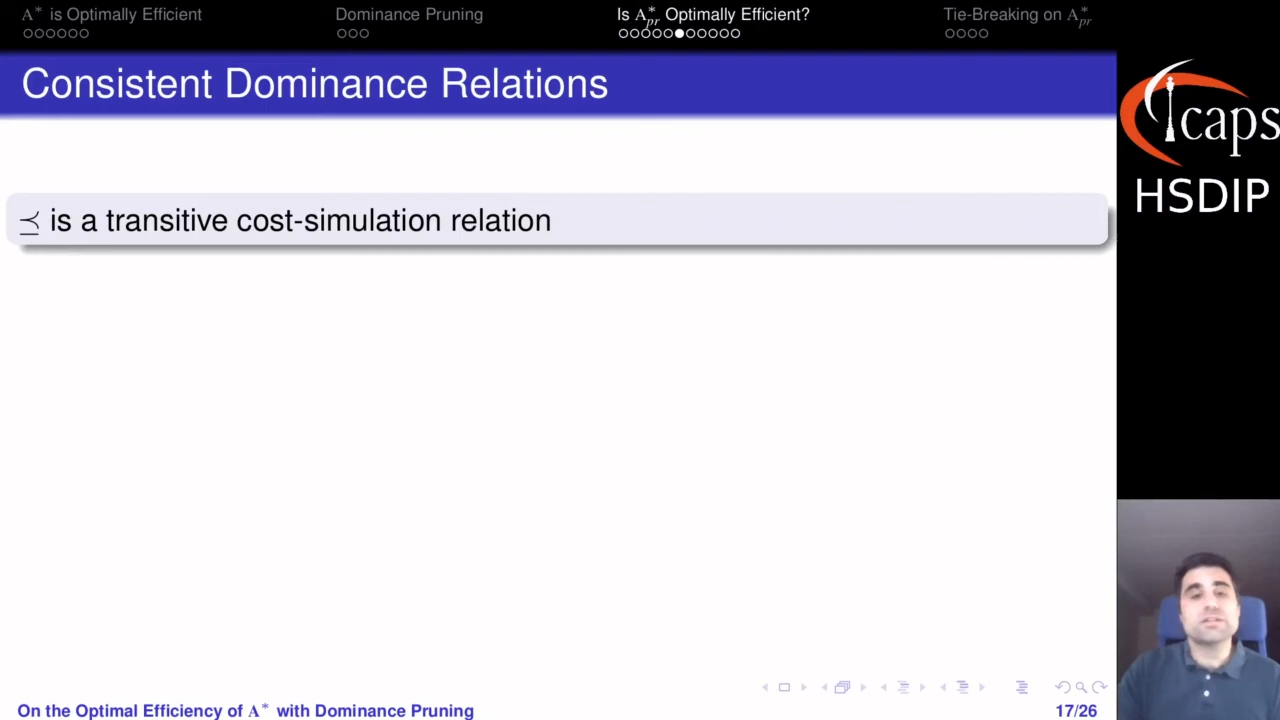 A* is Optimally Efficient
Dominance Pruning
Is A*pr Optimally Efficient?
Tie-Breaking on A*pr
Consistent Dominance Relations
⪯ is a transitive cost-simulation relation
icaps
HSDIP
On the Optimal Efficiency of A* with Dominance Pruning
17/26